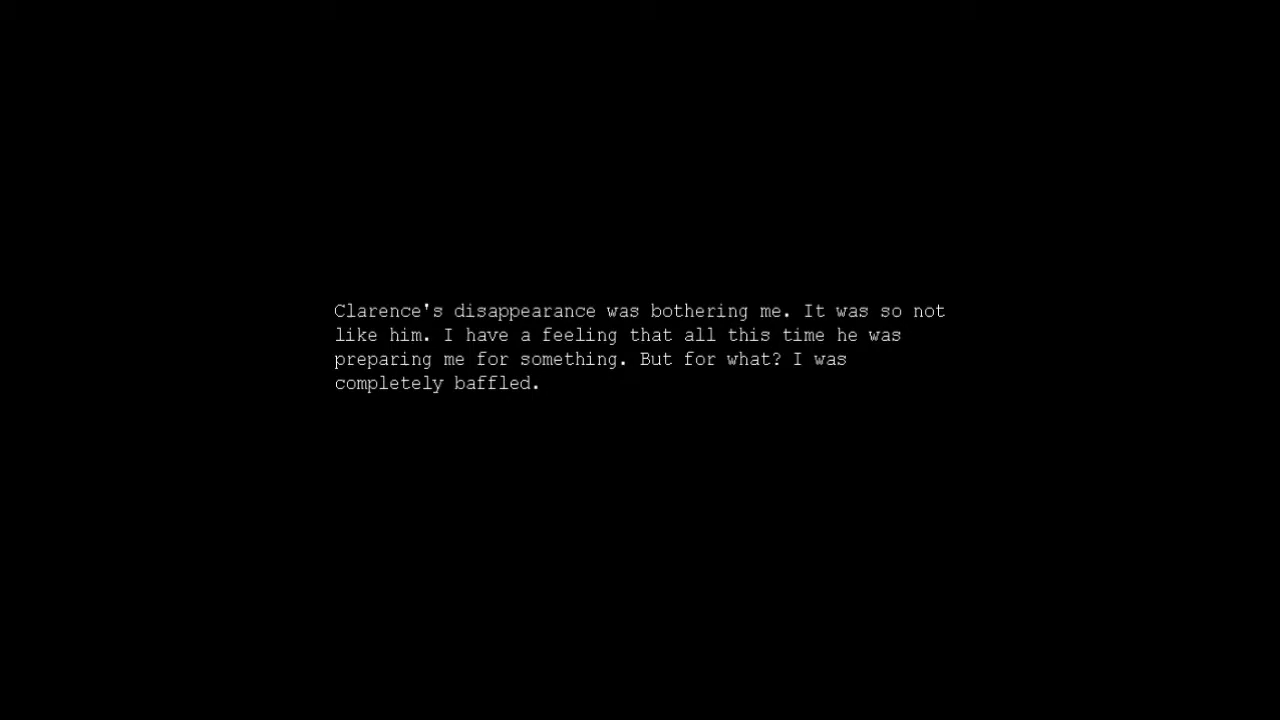 Clarence's disappearance was bothering me. It was so not
like him. I have a feeling that all this time he was
preparing me for something. But for what? I was
completely baffled.